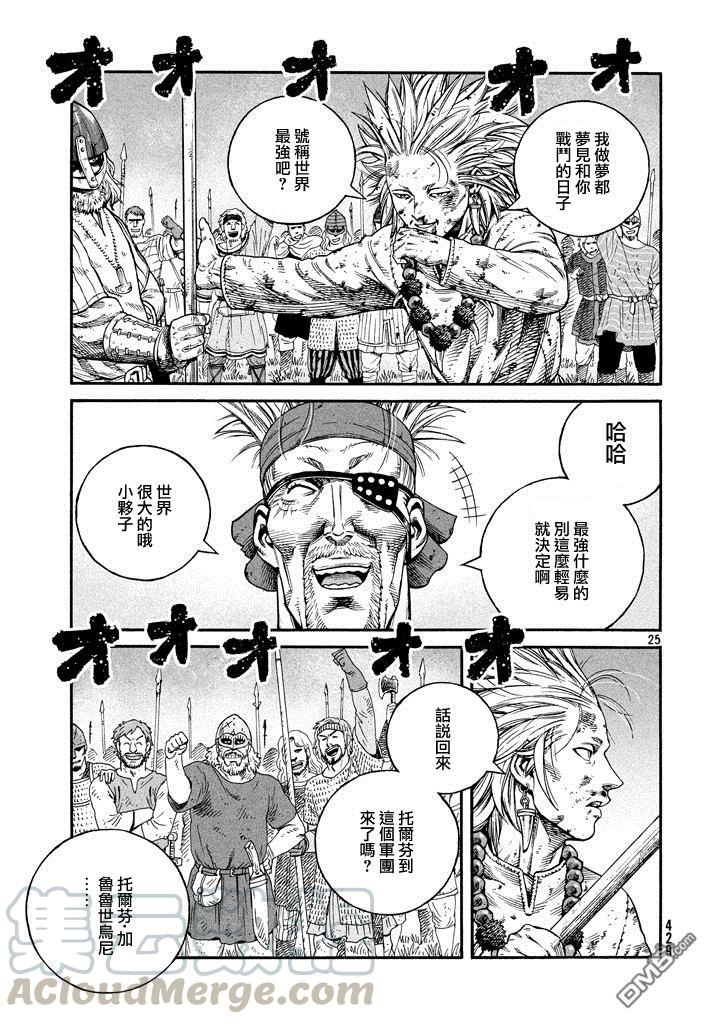 オオオオオ
我做夢都
夢見和你
戰鬥的日子
號稱世界
最強吧？
哈哈
最強什麼的
別這麼輕易
就決定啊
世界
很大的哦
小夥子
25
オオオオオオ
話說回來
托爾芬到
這個軍團
來了嗎？
托爾芬·加
魯魯世烏尼
……
集云数据
AcloudMerge.com
DM5.com